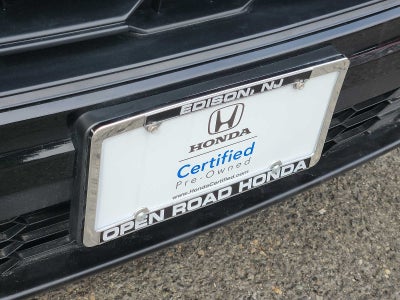 EDISON, NJ
HONDA
Certified
Pre-Owned
www.HondaCertified.com
OPEN ROAD HONDA